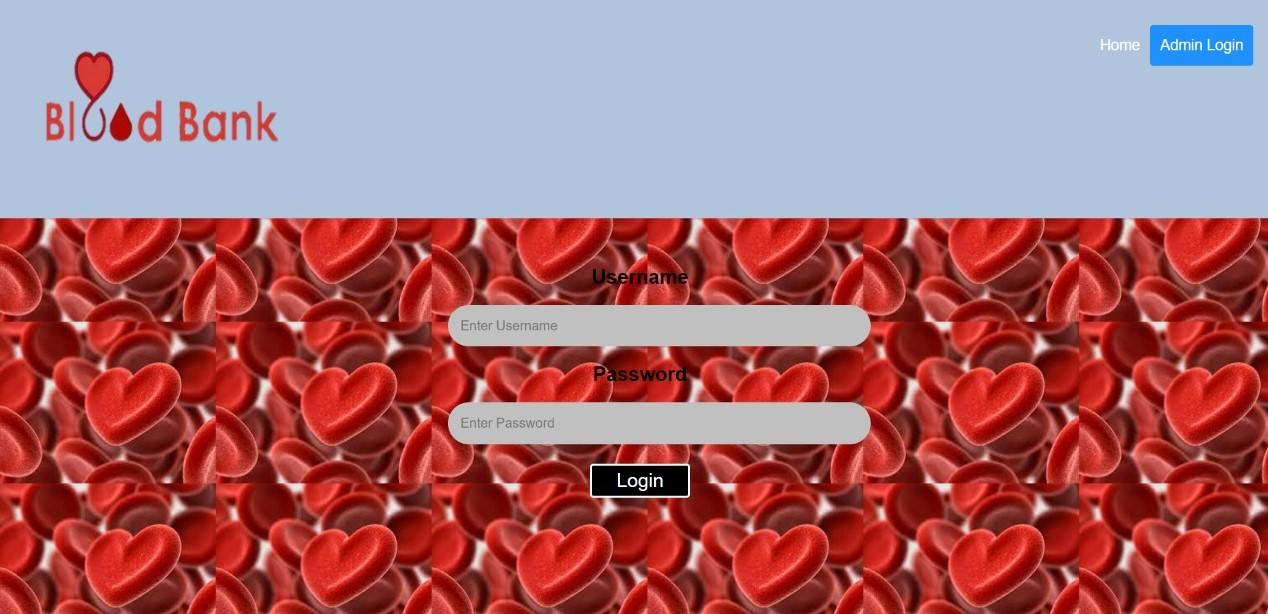 Home
Admin Login
Blood Bank
Username
Enter Username
Password
Enter Password
Login